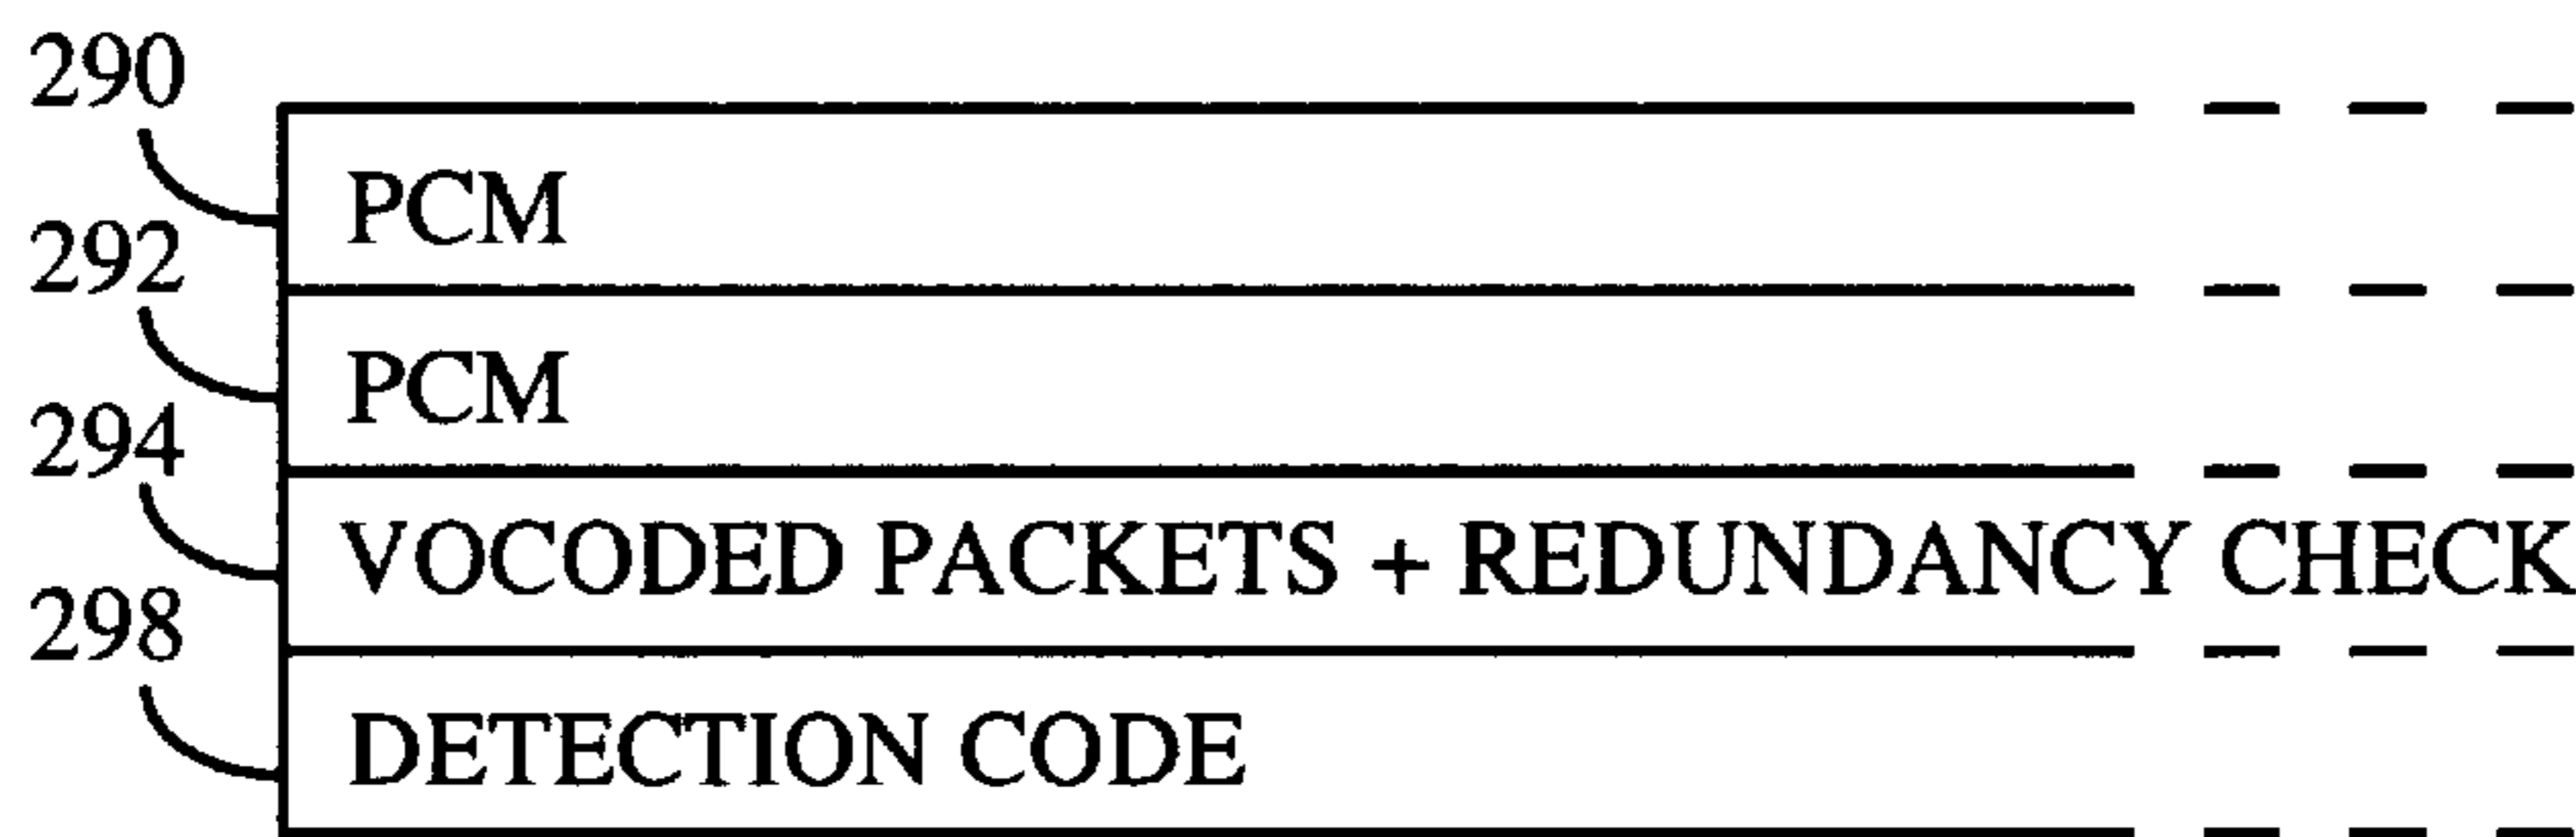 290
PCM
292
PCM
294
VOCODED PACKETS + REDUNDANCY CHECK
298
DETECTION CODE